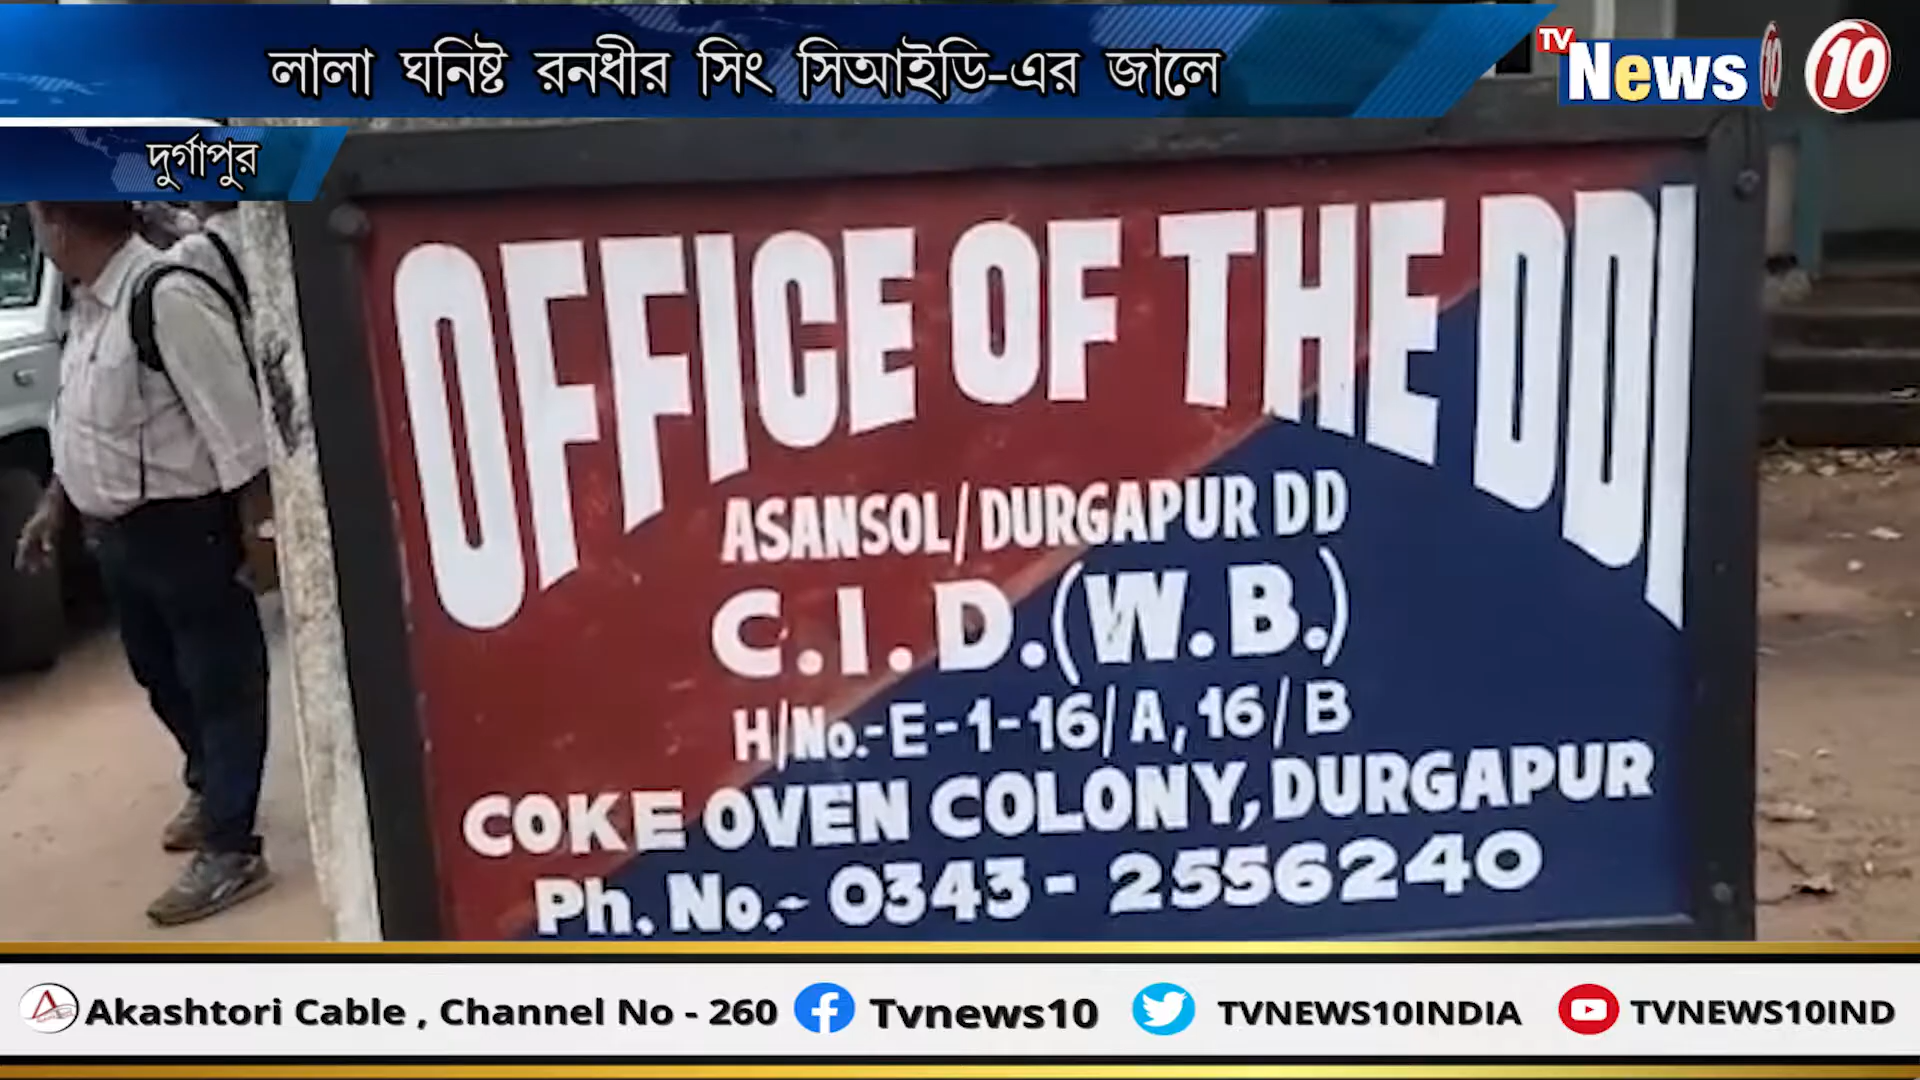 লালা ঘনিষ্ট রনধীর সিং সিআইডি-এর জালে
TV News 10
10
দুর্গাপুর
OFFICE OF THE DDI
ASANSOL/DURGAPUR DD
C.I.D.(W.B.)
H/No.-E-1-16/A, 16/B
COKE OVEN COLONY, DURGAPUR
Ph. No.- 0343-2556240
Akashtori Cable , Channel No - 260 Tvnews10 TVNEWS10INDIA TVNEWS10IND